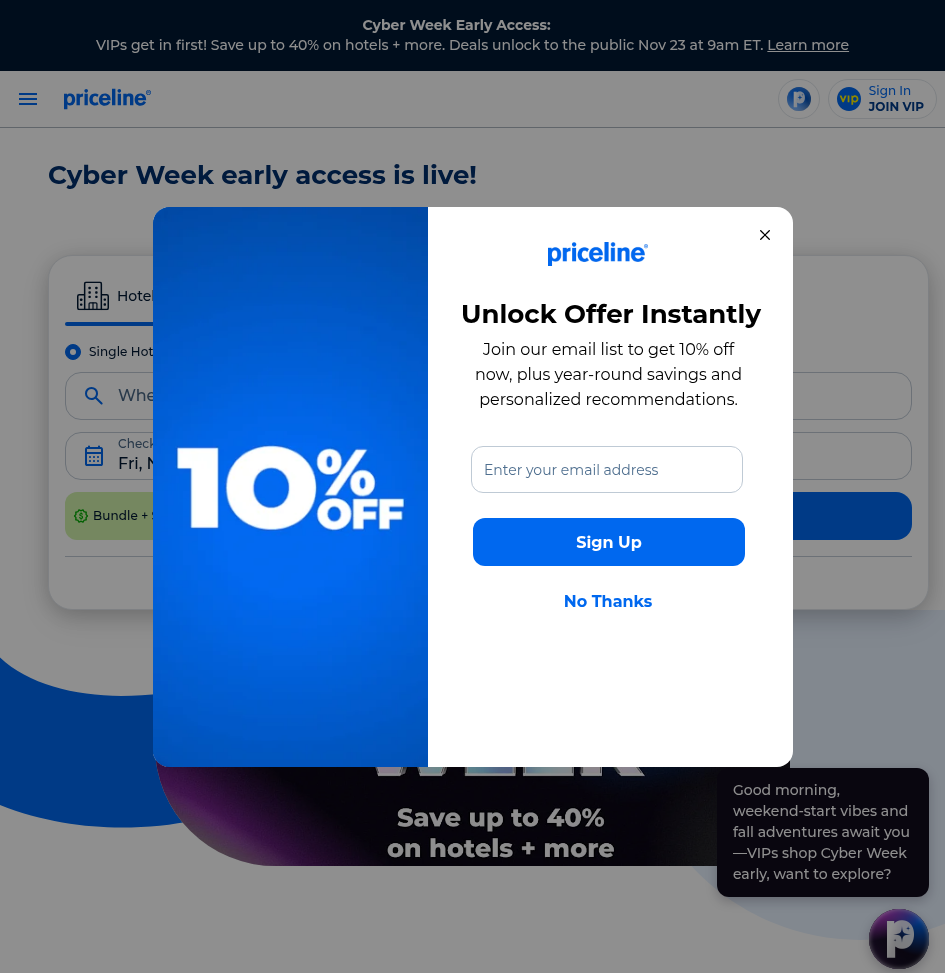 Cyber Week Early Access:
VIPs get in first! Save up to 40% on hotels + more. Deals unlock to the public Nov 23 at 9am ET. Learn more
priceline®
vip
Sign In
JOIN VIP
Cyber Week early access is live!
Hotel
Single Hot
Whe
Check
Fri, N
Bundle +
10% OFF
priceline®
Unlock Offer Instantly
Join our email list to get 10% off
now, plus year-round savings and
personalized recommendations.
Enter your email address
Sign Up
No Thanks
Save up to 40%
on hotels + more
Good morning,
weekend-start vibes and
fall adventures await you
—VIPs shop Cyber Week
early, want to explore?